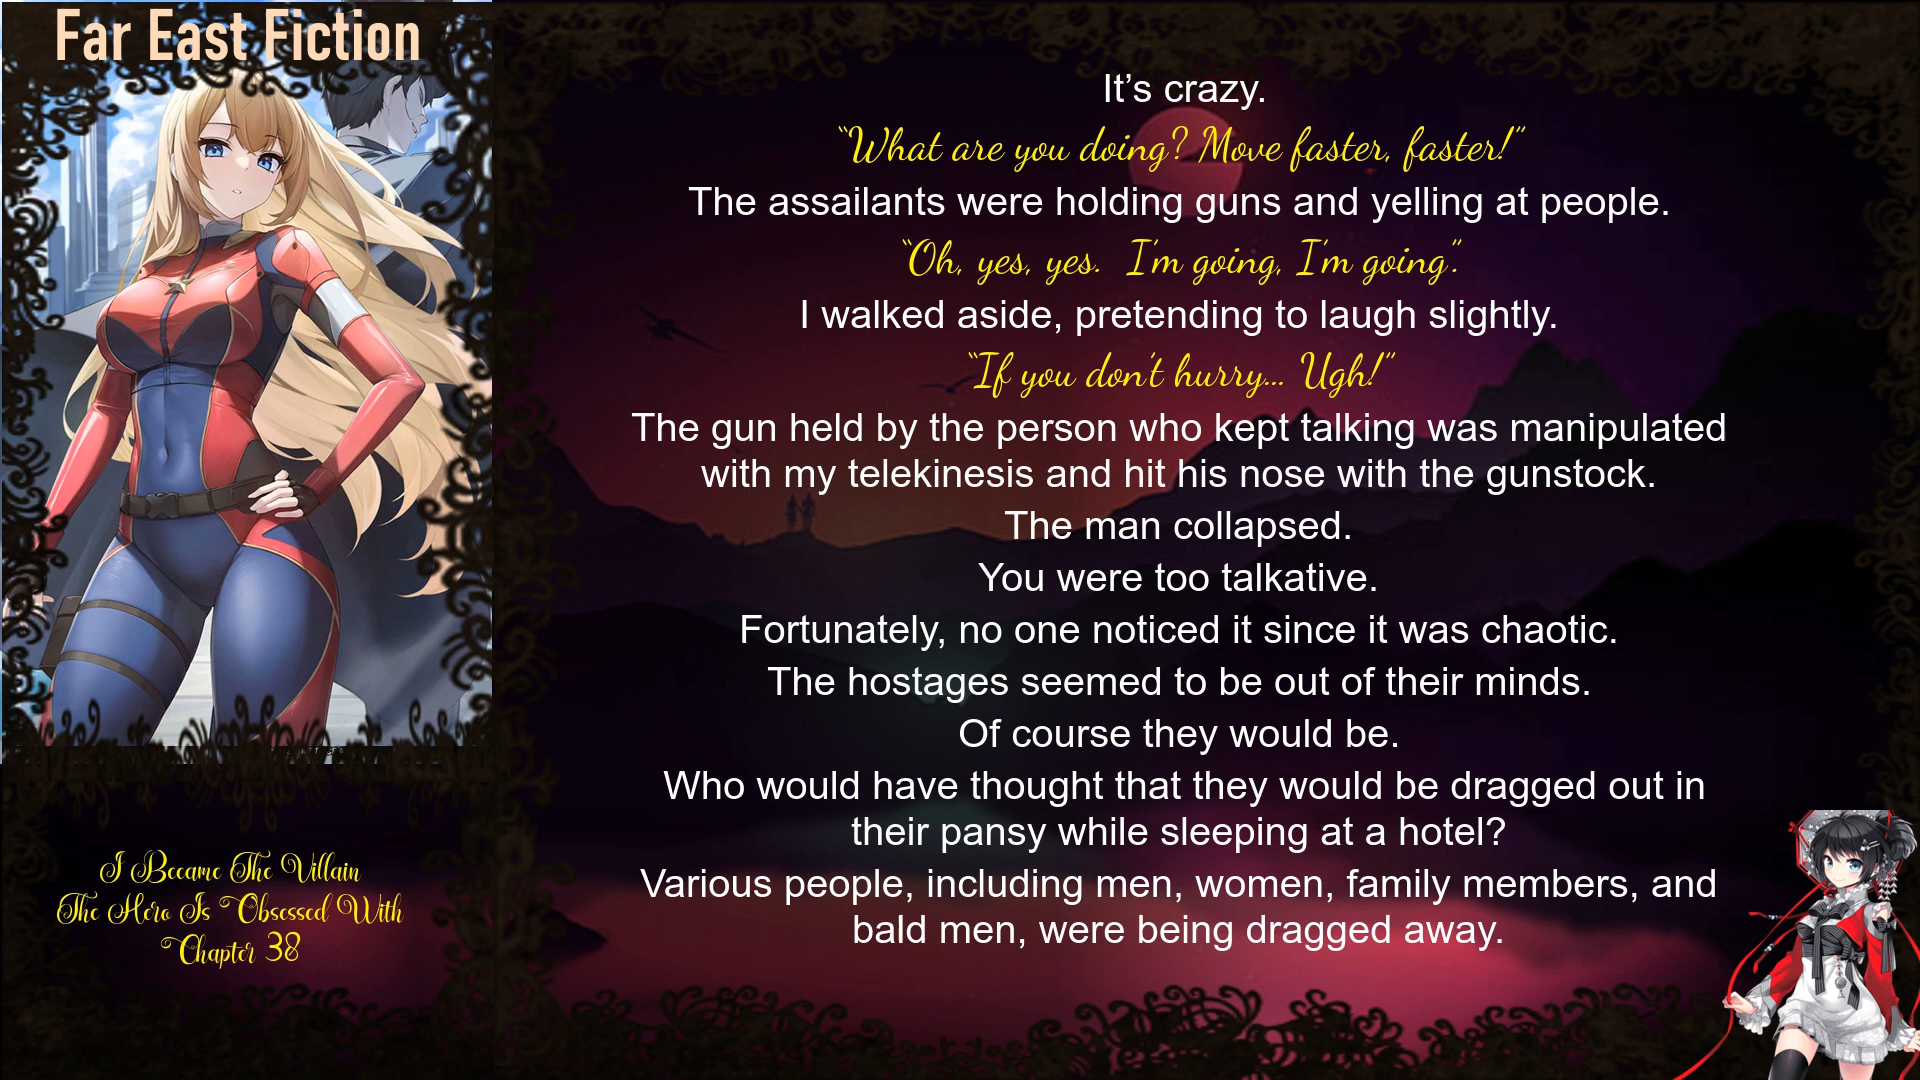 Far East Fiction
It’s crazy.
“What are you doing? Move faster, faster!”
The assailants were holding guns and yelling at people.
“Oh, yes, yes.  I’m going, I’m going”.
I walked aside, pretending to laugh slightly.
“If you don’t hurry… Ugh!”
The gun held by the person who kept talking was manipulated
with my telekinesis and hit his nose with the gunstock.
The man collapsed.
You were too talkative.
Fortunately, no one noticed it since it was chaotic.
The hostages seemed to be out of their minds.
Of course they would be.
Who would have thought that they would be dragged out in
their pansy while sleeping at a hotel?
Various people, including men, women, family members, and
bald men, were being dragged away.
I Became The Villain
The Hero Is Obsessed With
Chapter 38